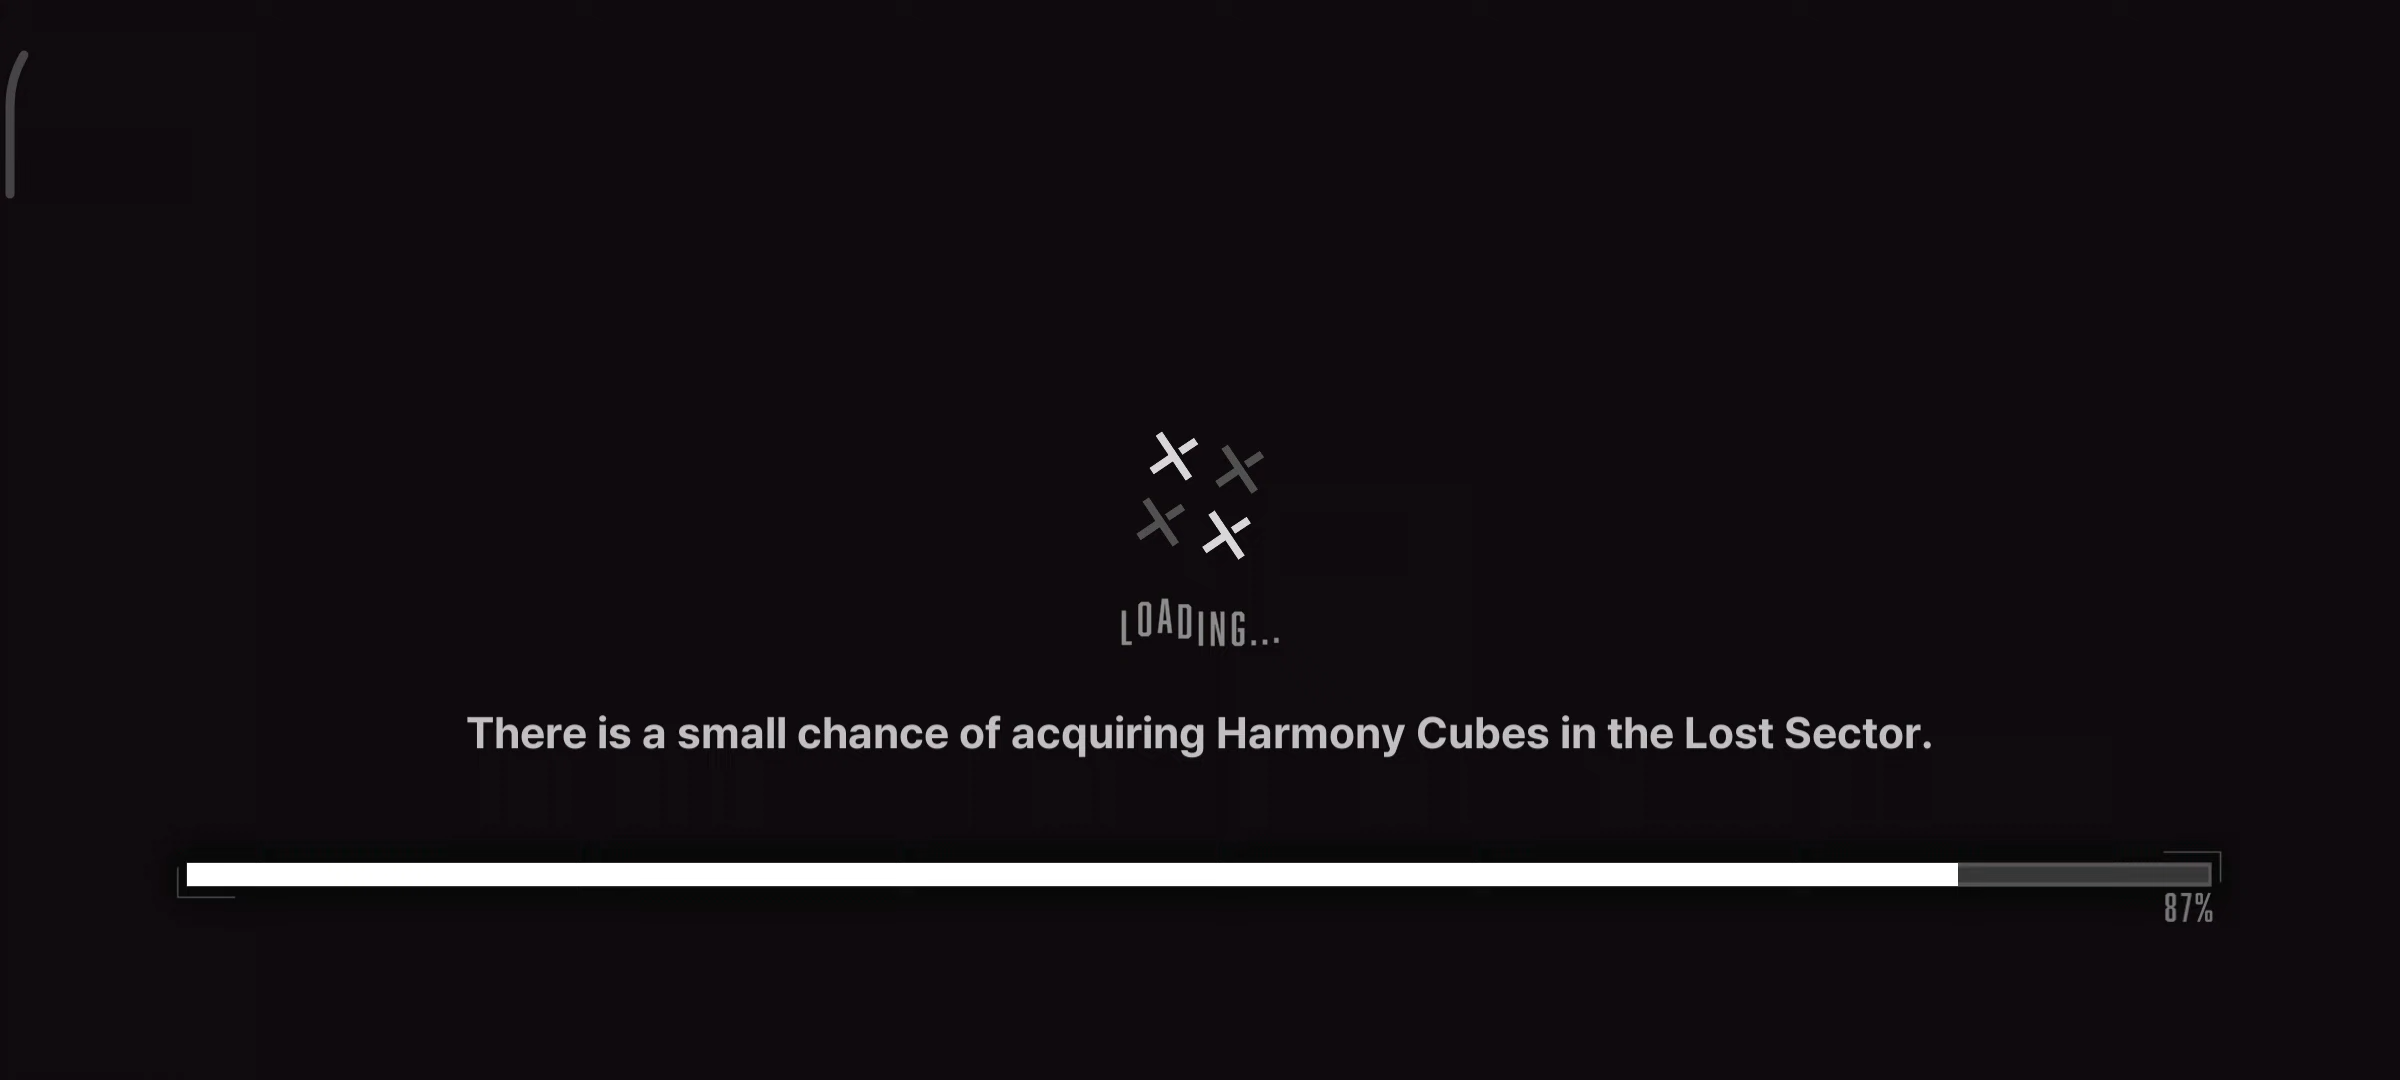 LOADING...
There is a small chance of acquiring Harmony Cubes in the Lost Sector.
87%